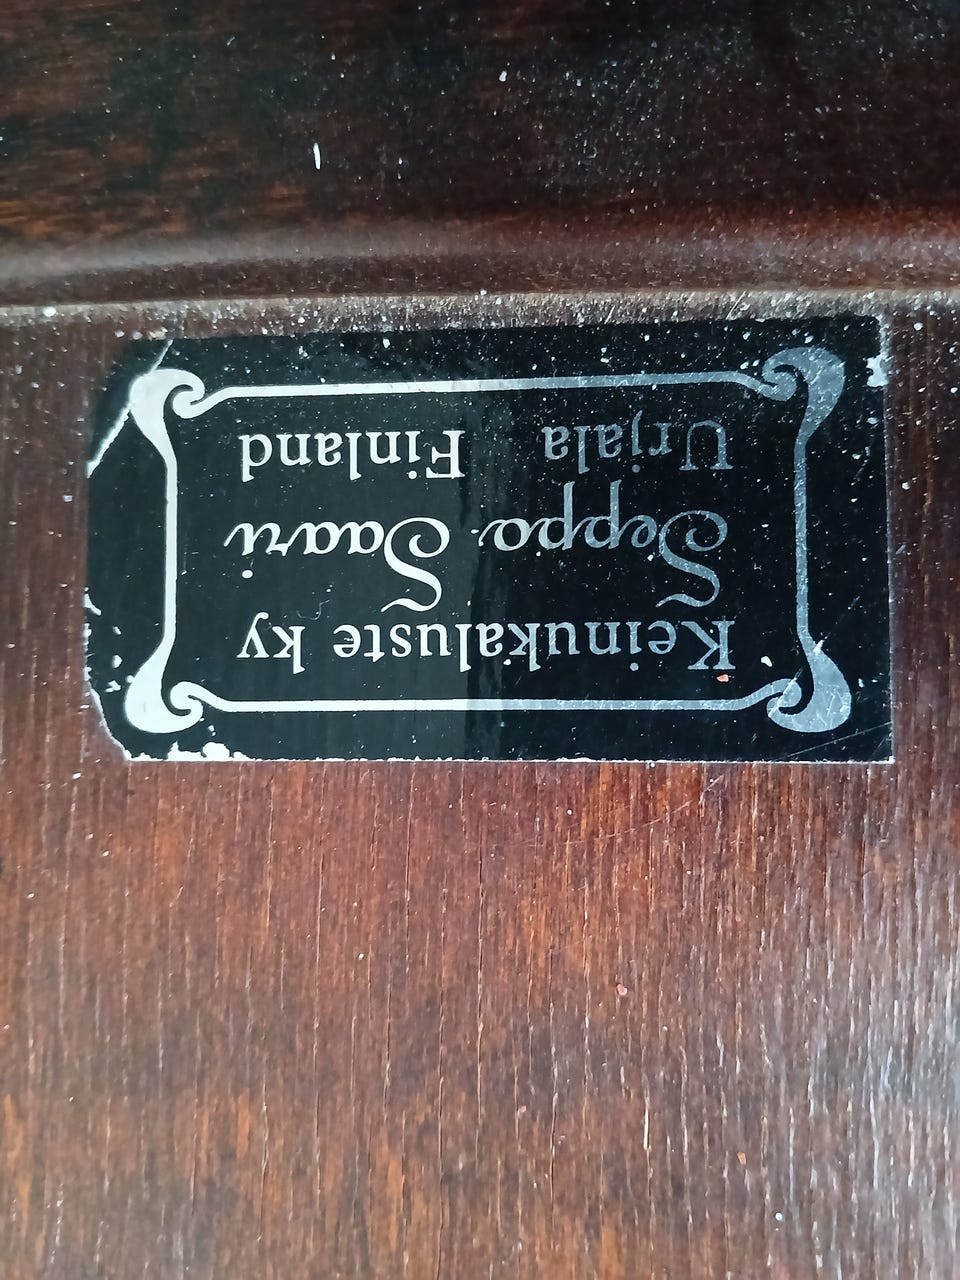 Keinukaluste ky
Seppo Saari
Urjala Finland